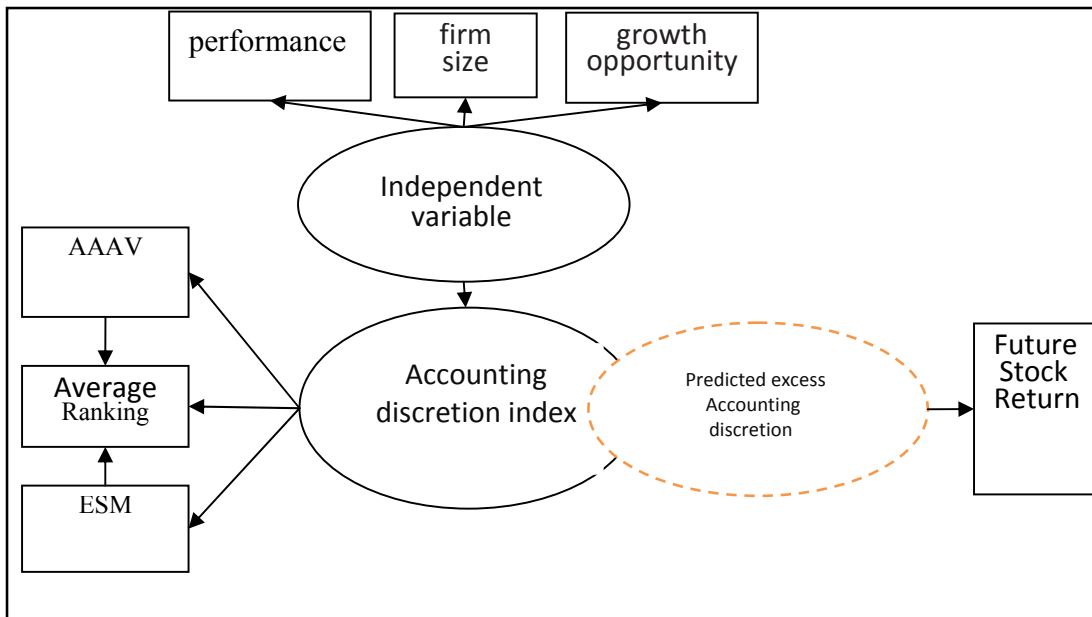 performance
firm
size
growth
opportunity
Independent
variable
AAAV
Average
Ranking
ESM
Accounting
discretion index
Predicted excess
Accounting
discretion
Future
Stock
Return